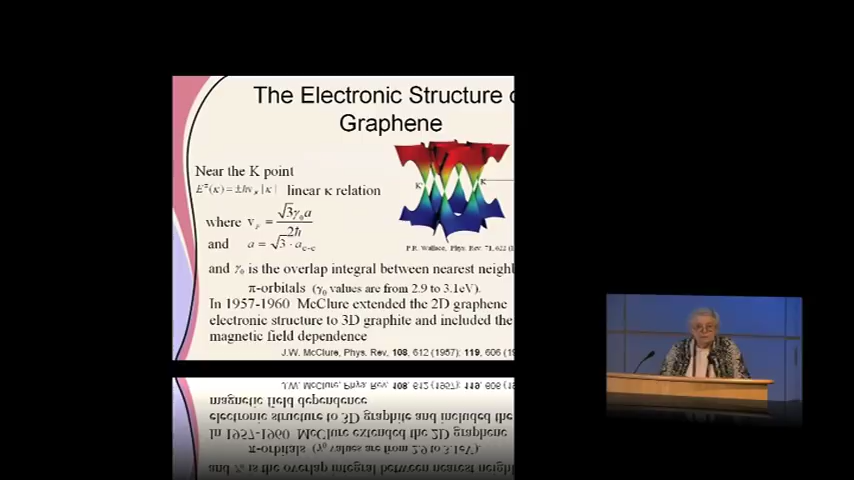 The Electronic Structure
Graphene
Near the K point
E±(κ) = ±ħv_F |κ| linear κ relation
where v_F = √3γ₀a / 2ħ
and a = √3 · a_C-C
K
K
P.R. Wallace, Phys. Rev. 71, 622
and γ₀ is the overlap integral between nearest
π-orbitals (γ₀ values are from 2.9 to 3.1eV).
In 1957-1960 McClure extended the 2D graphene
electronic structure to 3D graphite and included the
magnetic field dependence
J.W. McClure, Phys. Rev. 108, 612 (1957); 119, 606